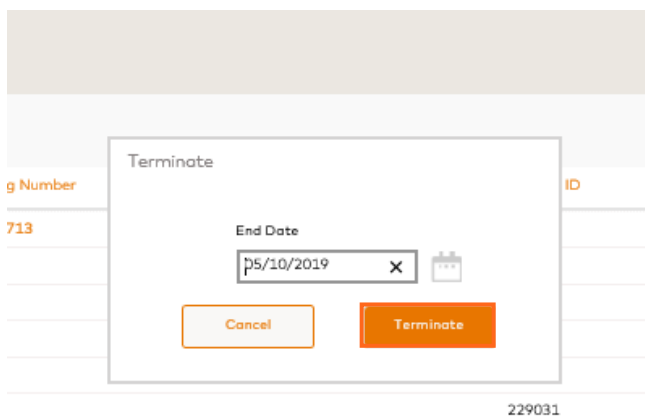 Terminate
g Number
ID
713
End Date
05/10/2019
Cancel
Terminate
229031